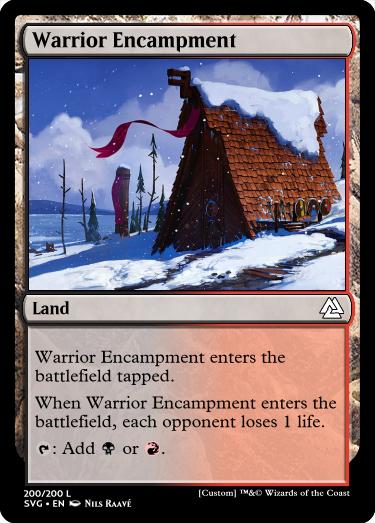 Warrior Encampment
Land
Warrior Encampment enters the
battlefield tapped.
When Warrior Encampment enters the
battlefield, each opponent loses 1 life.
: Add or .
200/200 L
SVG • EN Nils Raavé
[Custom] ™&© Wizards of the Coast